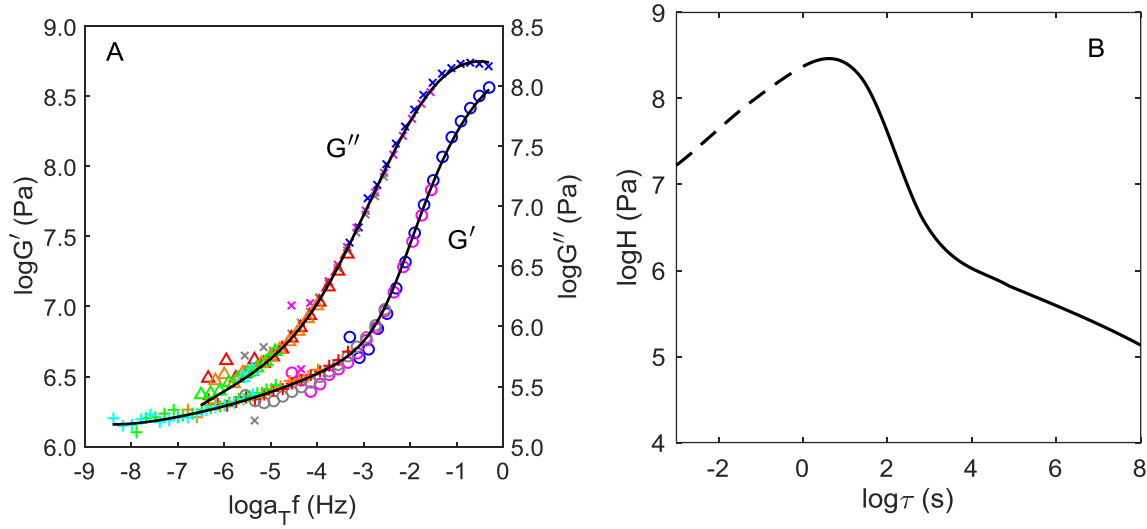 A
9.0
8.5
8.0
7.5
7.0
6.5
6.0
logG′ (Pa)
8.5
8.0
7.5
7.0
6.5
6.0
5.5
5.0
logG″ (Pa)
G″
G′
-9 -8 -7 -6 -5 -4 -3 -2 -1 0
loga_T f (Hz)
B
9
8
7
6
5
4
logH (Pa)
-2 0 2 4 6 8
logτ (s)